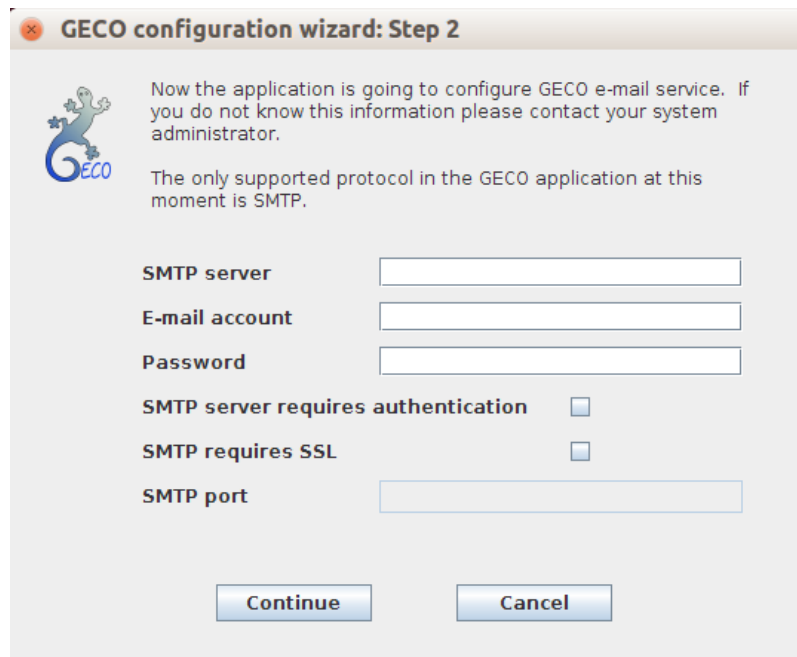 GECO configuration wizard: Step 2
Now the application is going to configure GECO e-mail service. If
you do not know this information please contact your system
administrator.
The only supported protocol in the GECO application at this
moment is SMTP.
GECO
SMTP server
E-mail account
Password
SMTP server requires authentication
SMTP requires SSL
SMTP port
Continue
Cancel